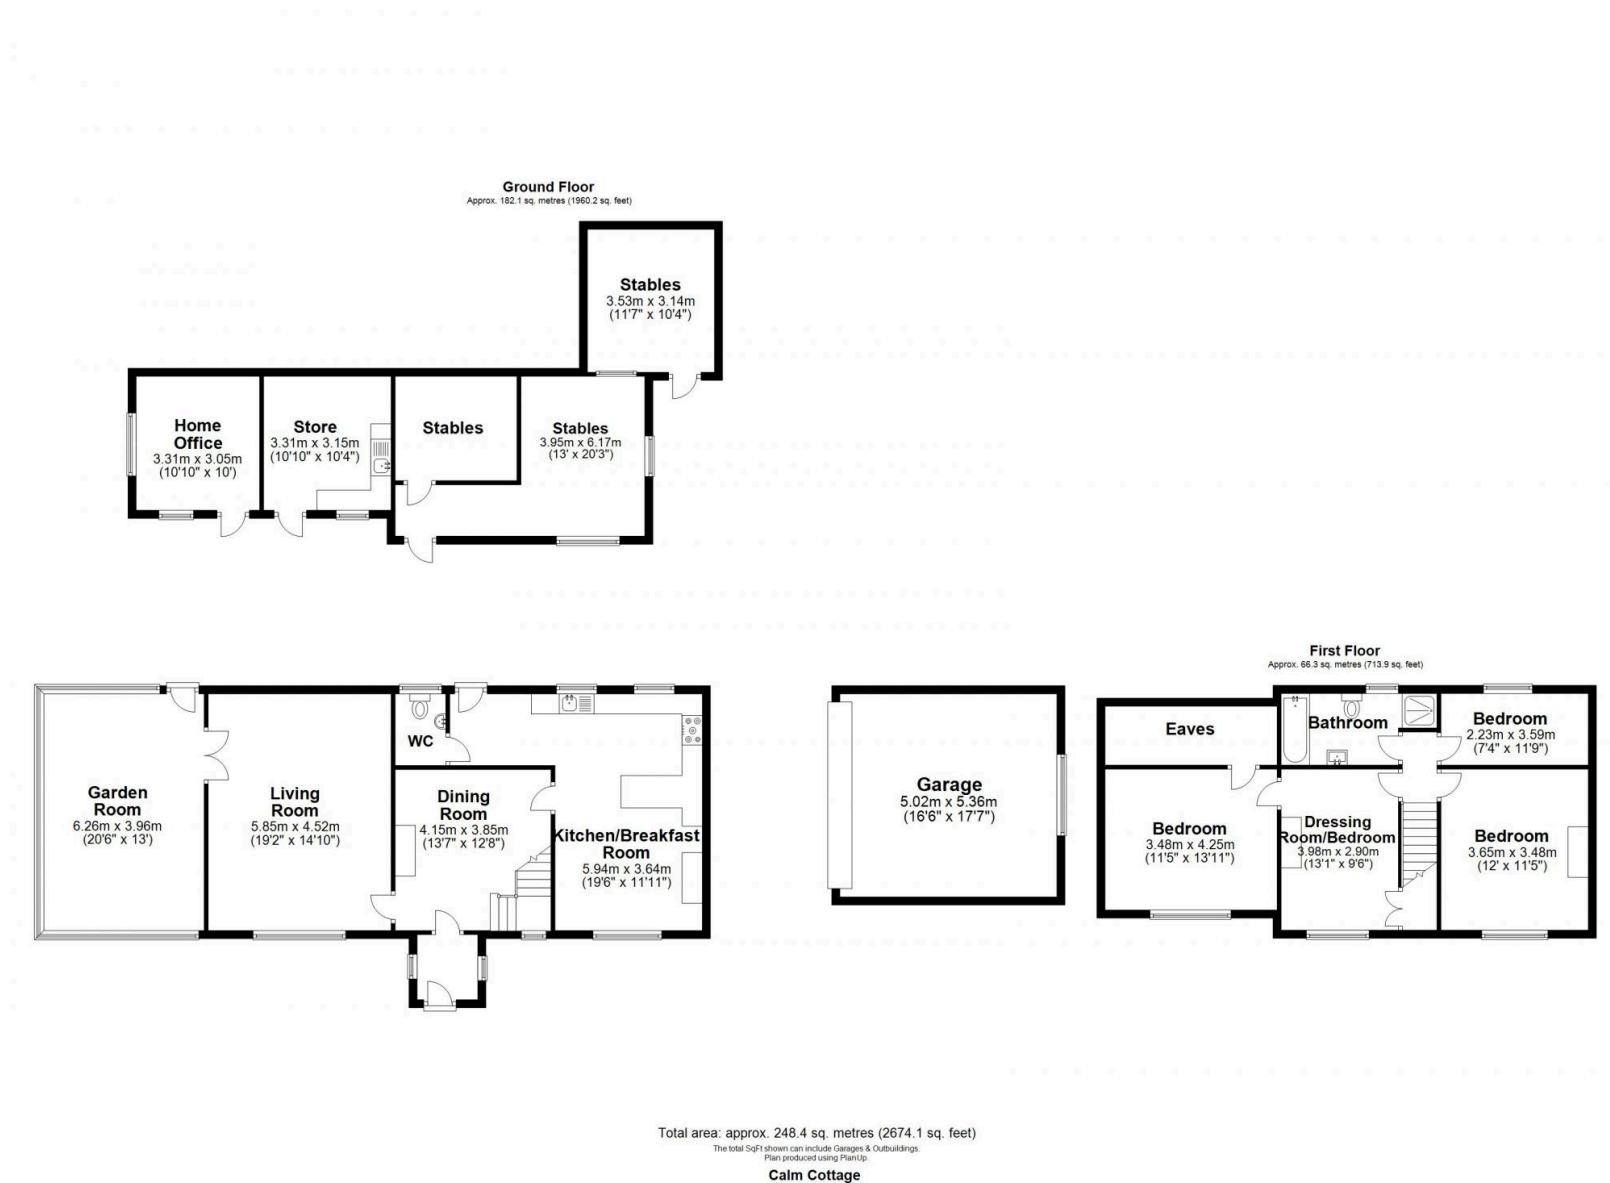 Ground Floor
Approx. 182.1 sq. metres (1960.2 sq. feet)
Stables
3.53m x 3.14m
(11'7" x 10'4")
Home
Office
3.31m x 3.05m
(10'10" x 10')
Store
3.31m x 3.15m
(10'10" x 10'4")
Stables
Stables
3.95m x 6.17m
(13' x 20'3")
Garden
Room
6.26m x 3.96m
(20'6" x 13')
Living
Room
5.85m x 4.52m
(19'2" x 14'10")
WC
Dining
Room
4.15m x 3.85m
(13'7" x 12'8")
Kitchen/Breakfast
Room
5.94m x 3.64m
(19'6" x 11'11")
Garage
5.02m x 5.36m
(16'6" x 17'7")
First Floor
Approx. 66.3 sq. metres (713.9 sq. feet)
Eaves
Bathroom
Bedroom
2.23m x 3.59m
(7'4" x 11'9")
Bedroom
3.48m x 4.25m
(11'5" x 13'11")
Dressing
Room/Bedroom
3.98m x 2.90m
(13'1" x 9'6")
Bedroom
3.65m x 3.48m
(12' x 11'5")
Total area: approx. 248.4 sq. metres (2674.1 sq. feet)
The total SqFt shown can include Garages & Outbuildings.
Plan produced using PlanUp.
Calm Cottage